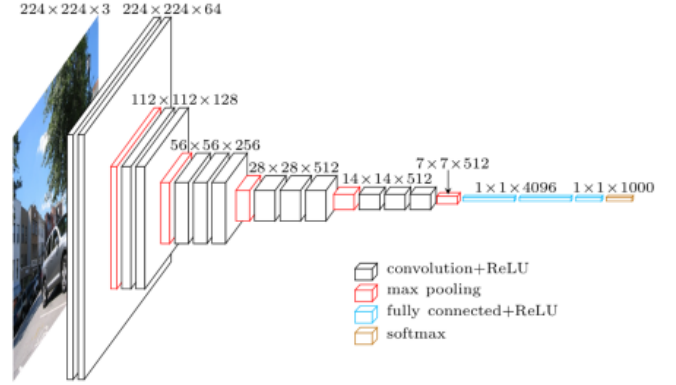 224×224×3
224×224×64
112×112×128
56×56×256
28×28×512
14×14×512
7×7×512
1×1×4096
1×1×1000
convolution+ReLU
max pooling
fully connected+ReLU
softmax